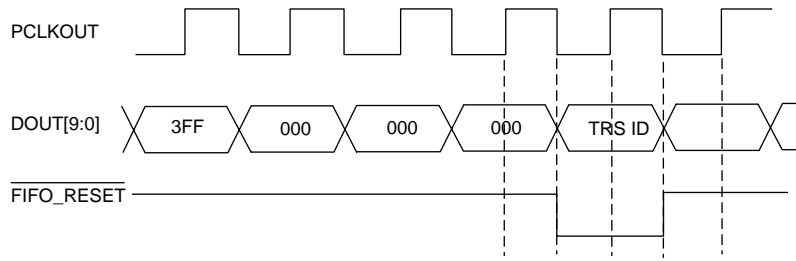 PCLKOUT
DOUT[9:0] 3FF 000 000 000 TRS ID
FIFO_RESET